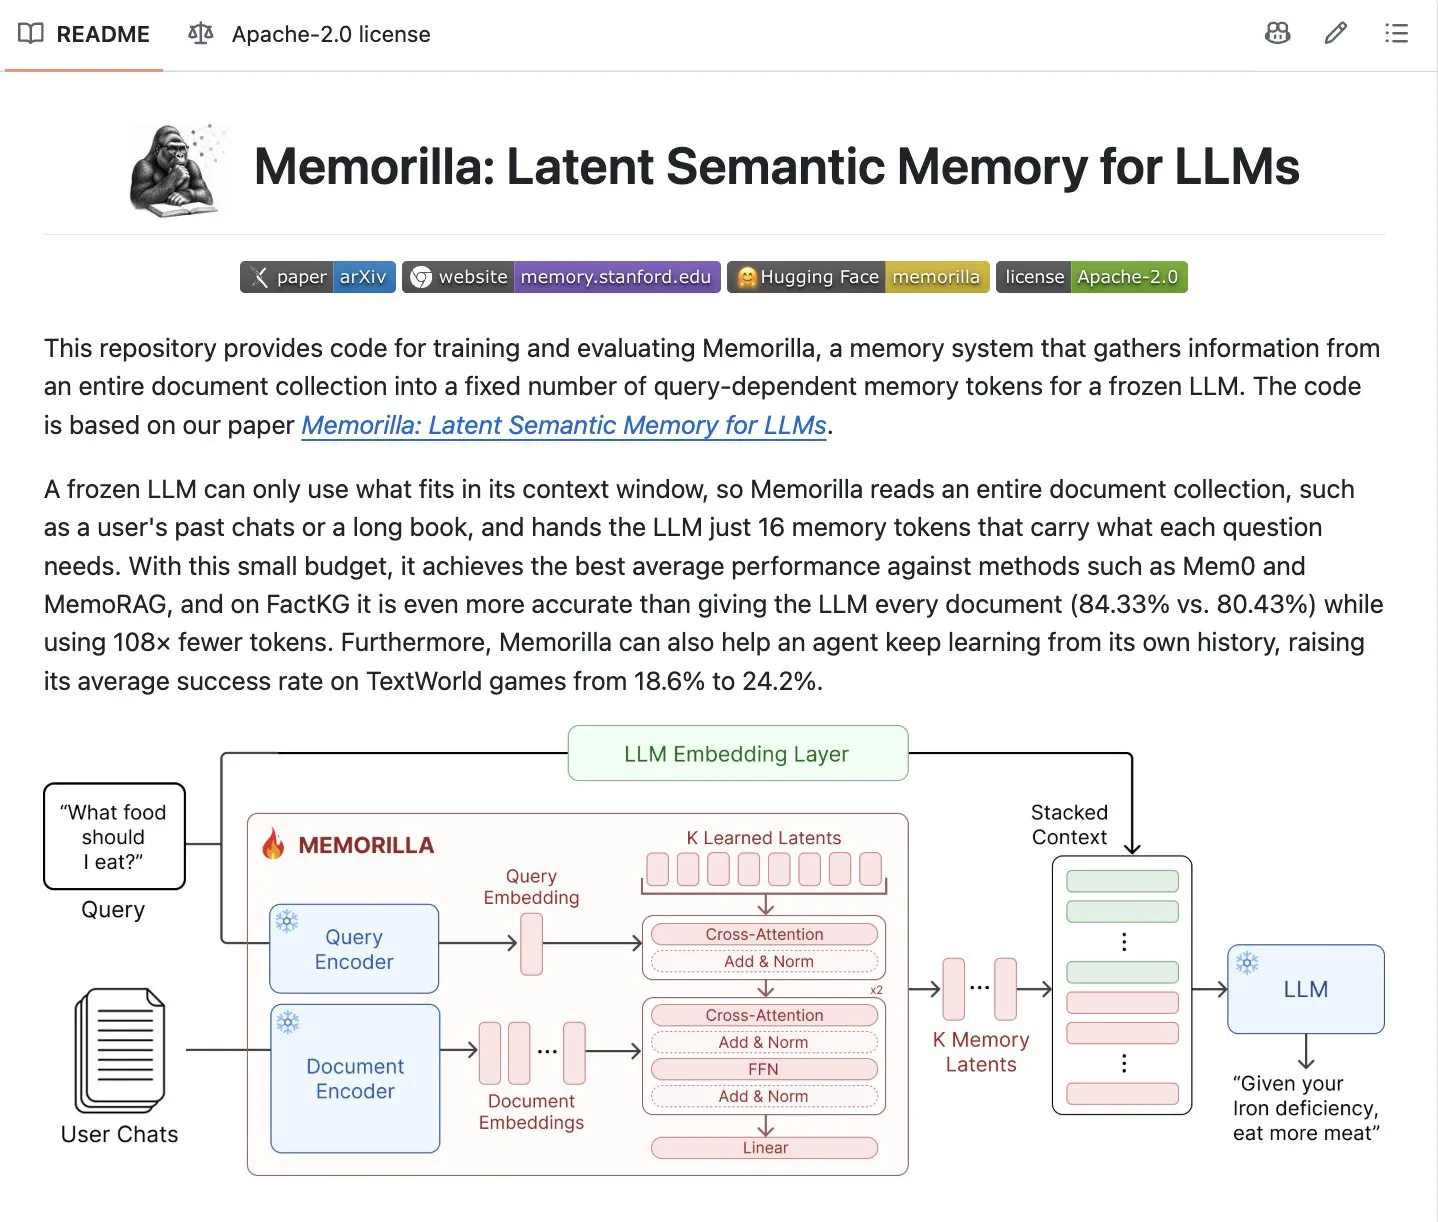 README
Apache-2.0 license
Memorilla: Latent Semantic Memory for LLMs
paper arXiv
website memory.stanford.edu
Hugging Face memorilla
license Apache-2.0
This repository provides code for training and evaluating Memorilla, a memory system that gathers information from
an entire document collection into a fixed number of query-dependent memory tokens for a frozen LLM. The code
is based on our paper Memorilla: Latent Semantic Memory for LLMs.
A frozen LLM can only use what fits in its context window, so Memorilla reads an entire document collection, such
as a user's past chats or a long book, and hands the LLM just 16 memory tokens that carry what each question
needs. With this small budget, it achieves the best average performance against methods such as Mem0 and
MemoRAG, and on FactKG it is even more accurate than giving the LLM every document (84.33% vs. 80.43%) while
using 108× fewer tokens. Furthermore, Memorilla can also help an agent keep learning from its own history, raising
its average success rate on TextWorld games from 18.6% to 24.2%.
LLM Embedding Layer
“What food
should
I eat?”
Query
MEMORILLA
Query
Encoder
Query
Embedding
K Learned Latents
Cross-Attention
Add & Norm
x2
Cross-Attention
Add & Norm
FFN
Add & Norm
Linear
User Chats
Document
Encoder
Document
Embeddings
K Memory
Latents
Stacked
Context
LLM
“Given your
Iron deficiency,
eat more meat”